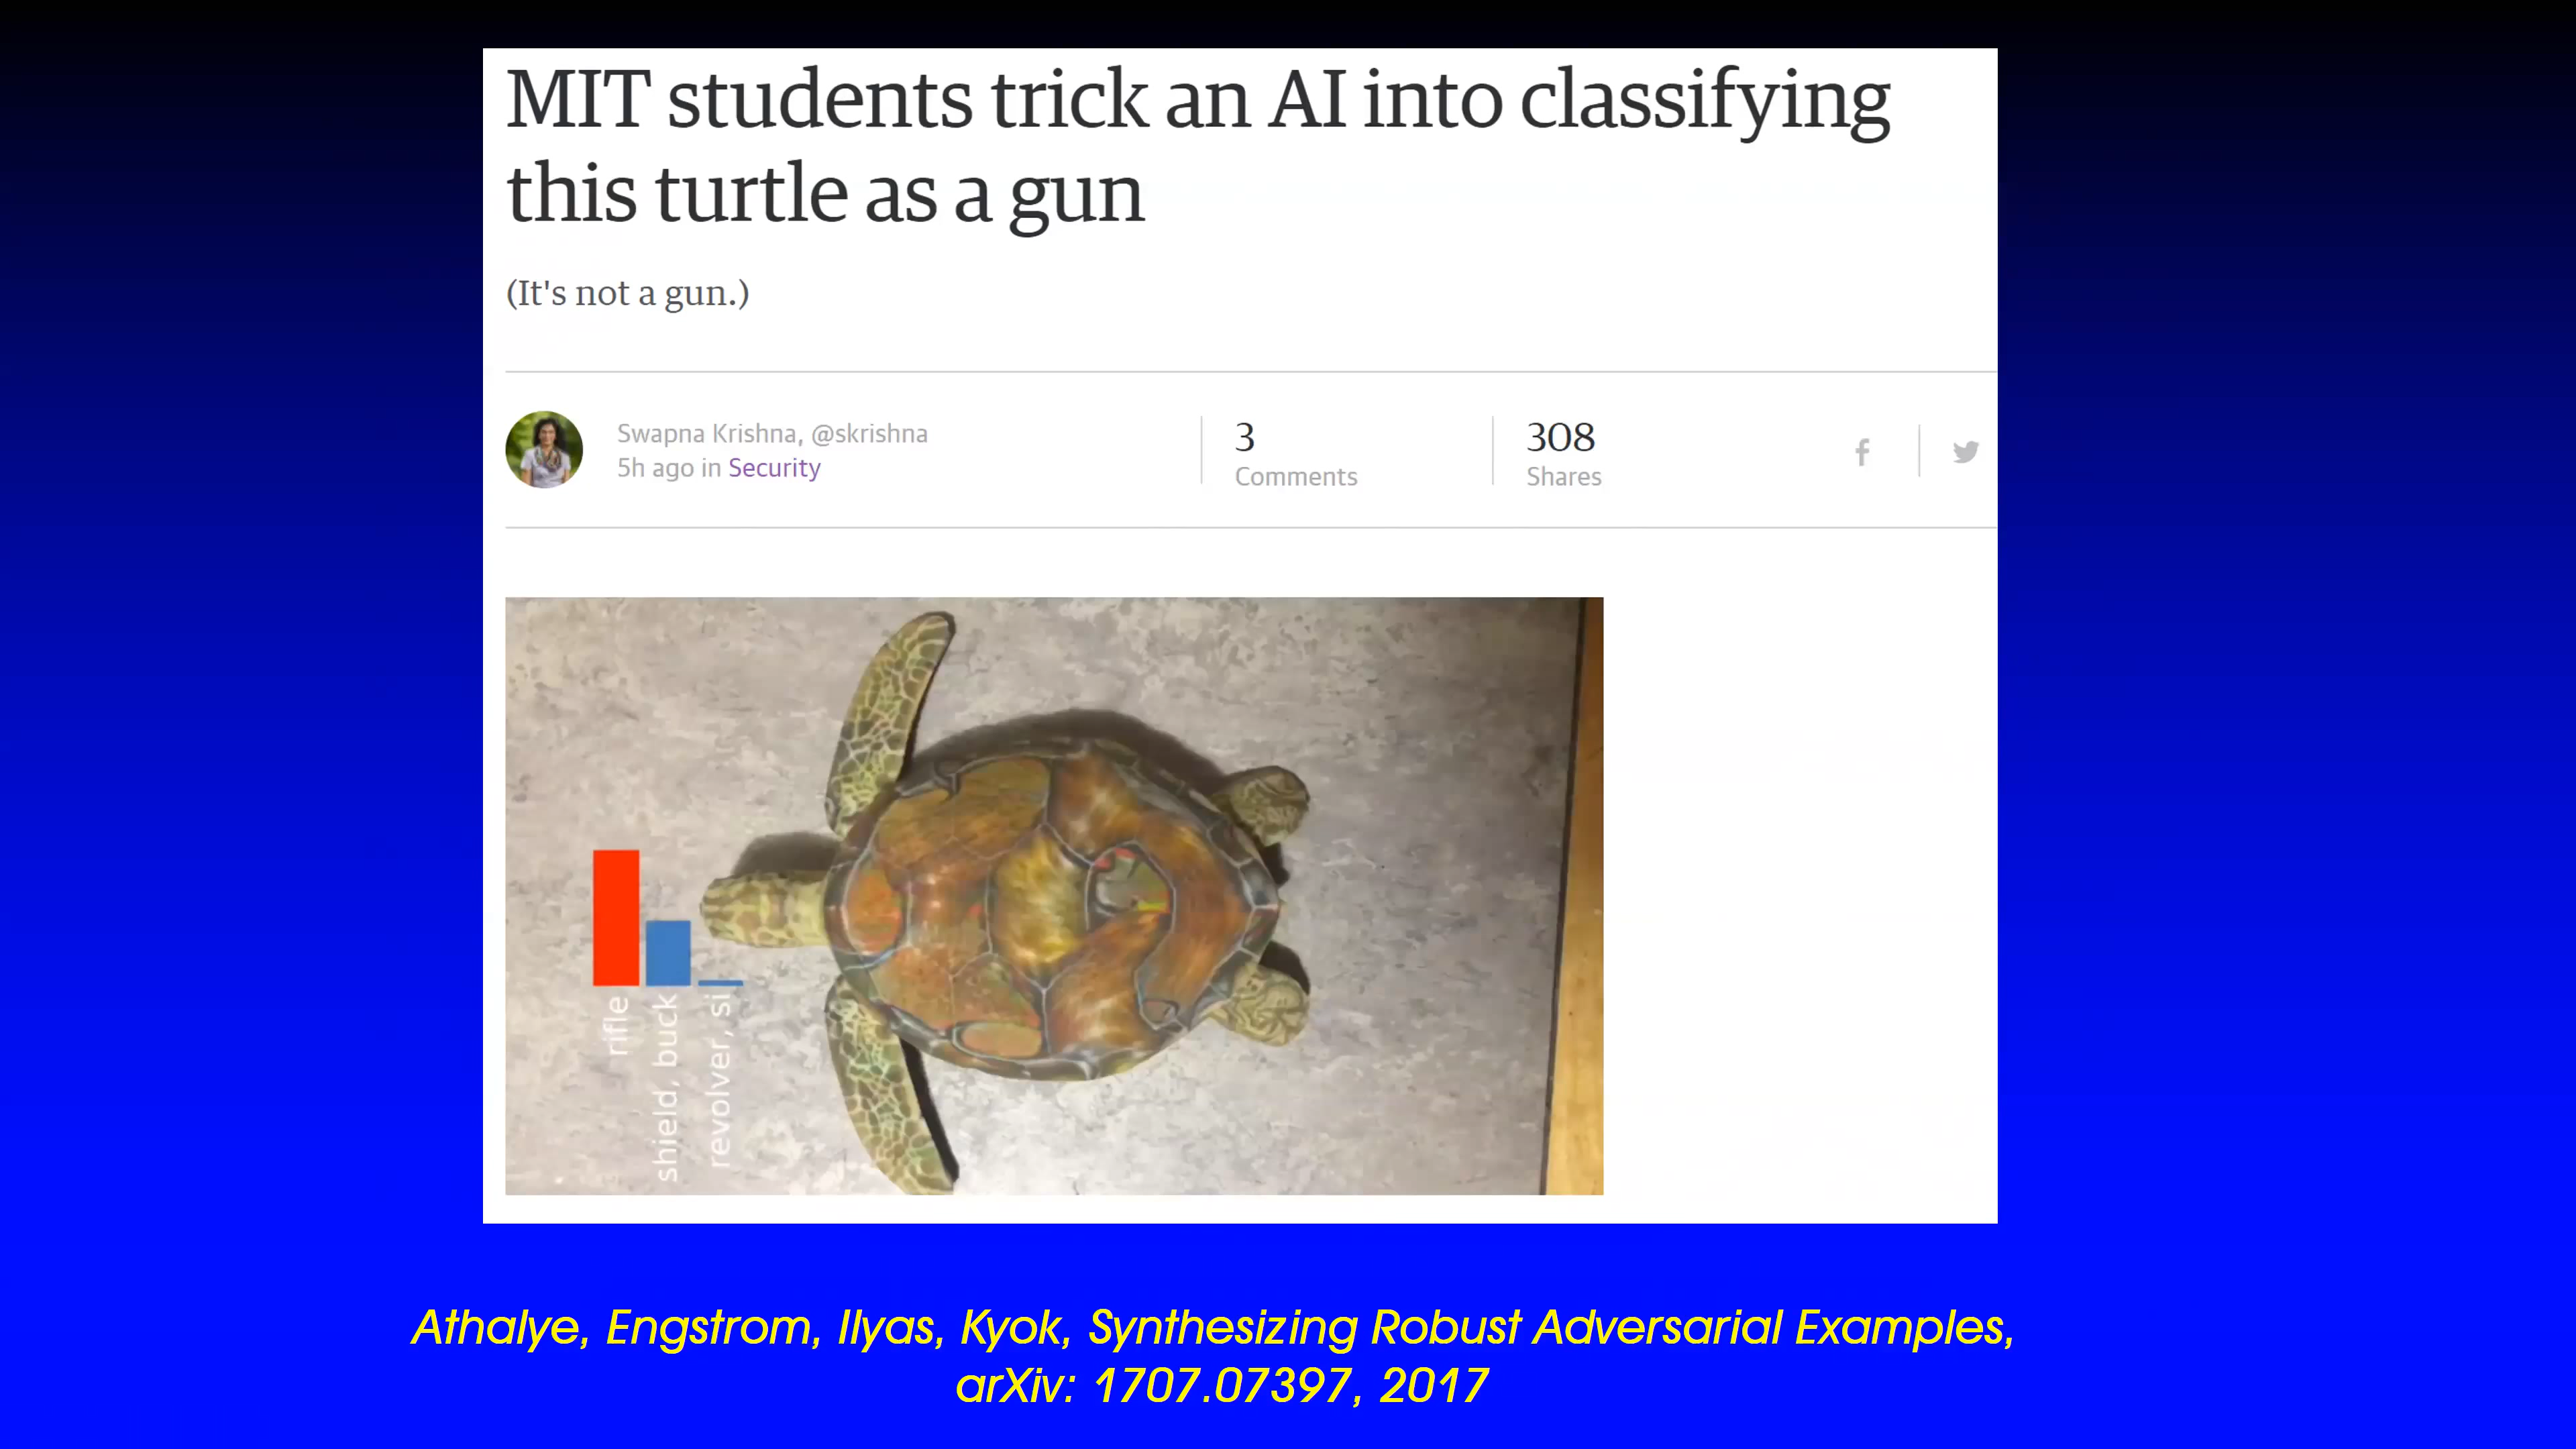 MIT students trick an AI into classifying
this turtle as a gun
(It's not a gun.)
Swapna Krishna, @skrishna
5h ago in Security
3
Comments
308
Shares
rifle
shield, buck
revolver, si
Athalye, Engstrom, Ilyas, Kyok, Synthesizing Robust Adversarial Examples,
arXiv: 1707.07397, 2017